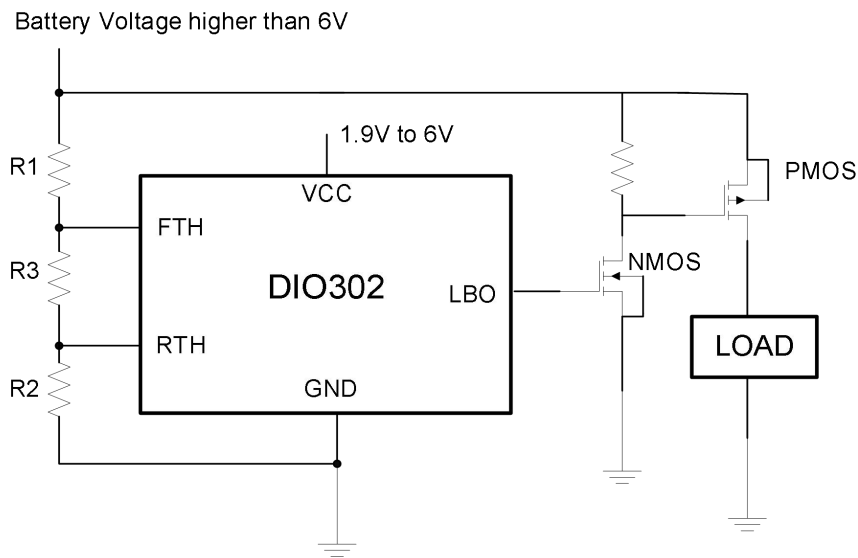 Battery Voltage higher than 6V
1.9V to 6V
R1
PMOS
VCC
FTH
R3
DIO302
NMOS
LBO
RTH
LOAD
R2
GND